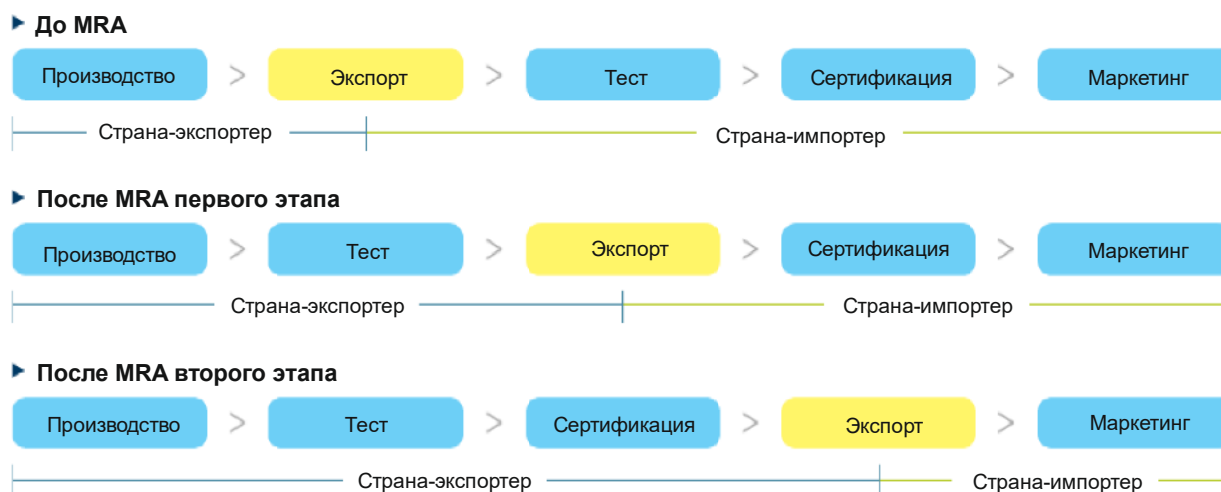 До MRA
Производство > Экспорт > Тест > Сертификация > Маркетинг
Страна-экспортер Страна-импортер
После MRA первого этапа
Производство > Тест > Экспорт > Сертификация > Маркетинг
Страна-экспортер Страна-импортер
После MRA второго этапа
Производство > Тест > Сертификация > Экспорт > Маркетинг
Страна-экспортер Страна-импортер